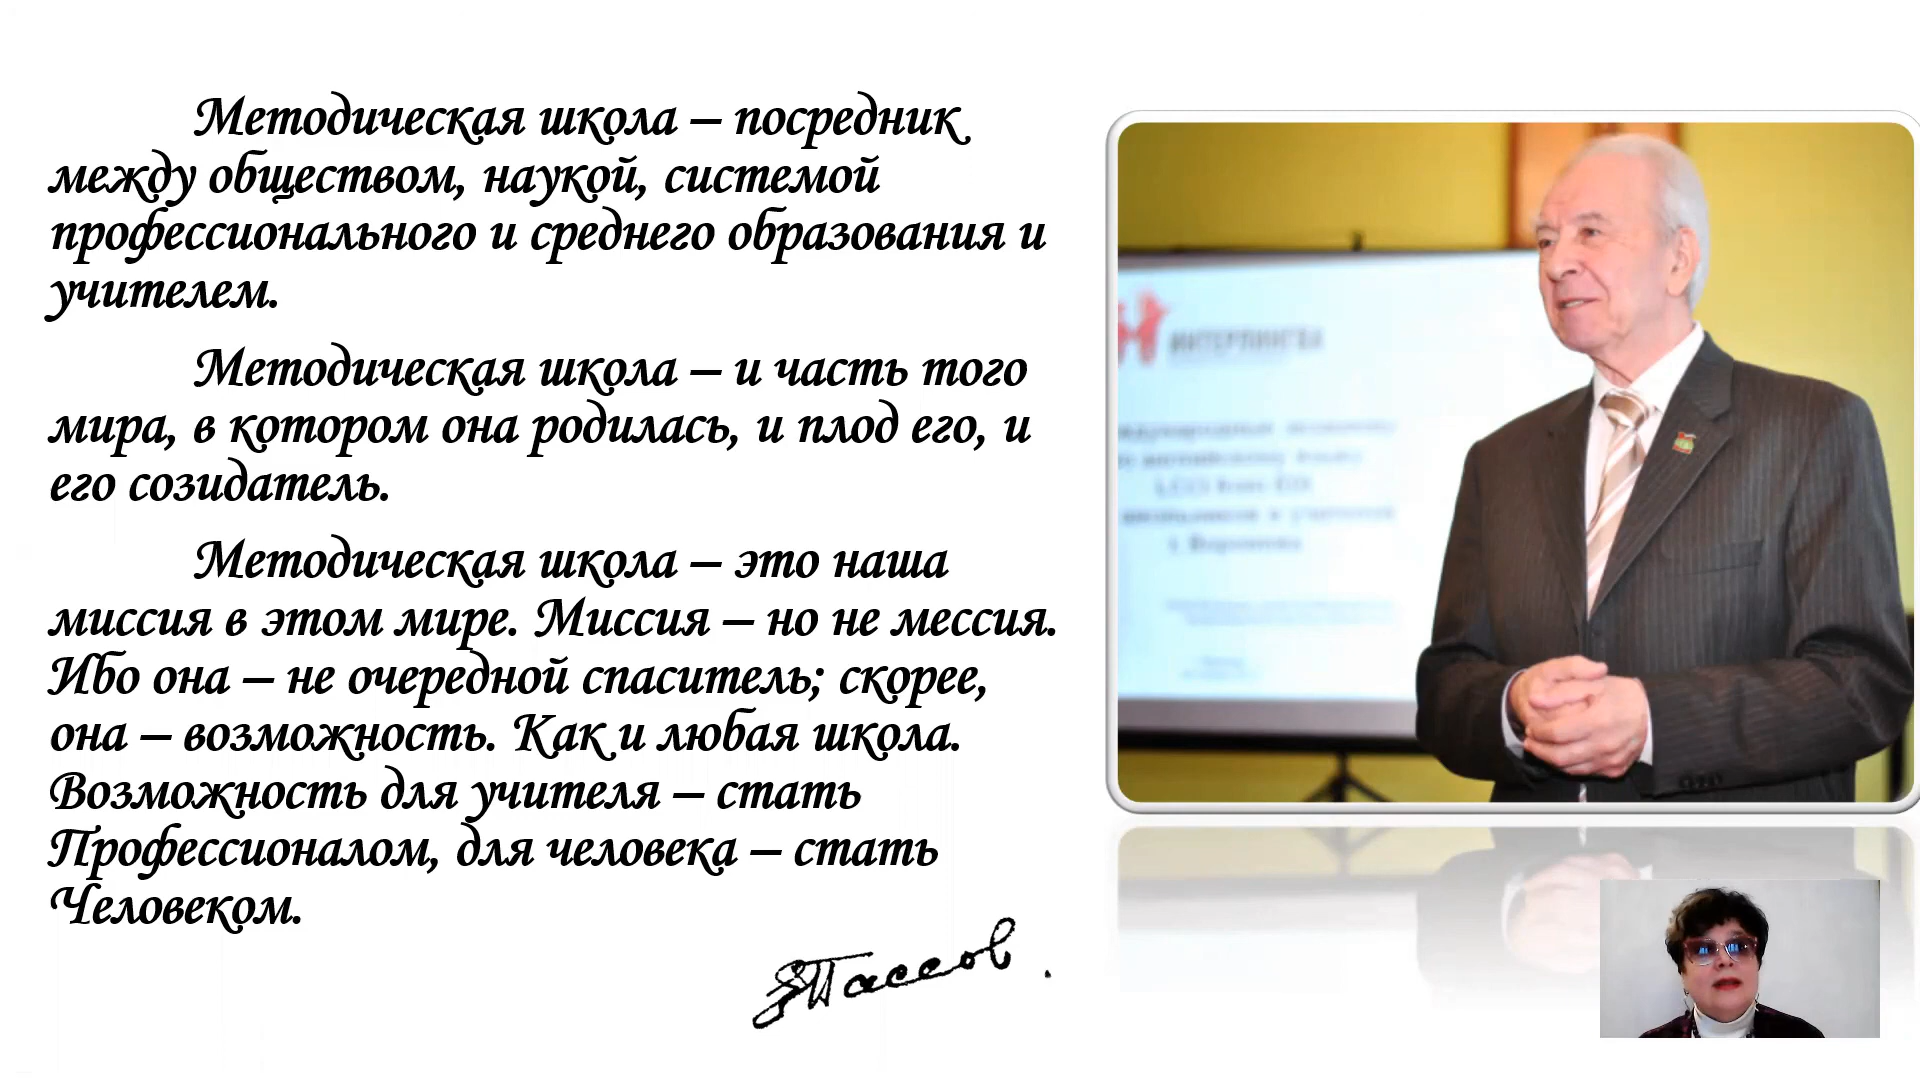 Методическая школа – посредник
между обществом, наукой, системой
профессионального и среднего образования и
учителем.
Методическая школа – и часть того
мира, в котором она родилась, и плод его, и
его созидатель.
Методическая школа – это наша
миссия в этом мире. Миссия – но не мессия.
Ибо она – не очередной спаситель; скорее,
она – возможность. Как и любая школа.
Возможность для учителя – стать
Профессионалом, для человека – стать
Человеком.
Пассов
ИНТЕРЛИНГВА